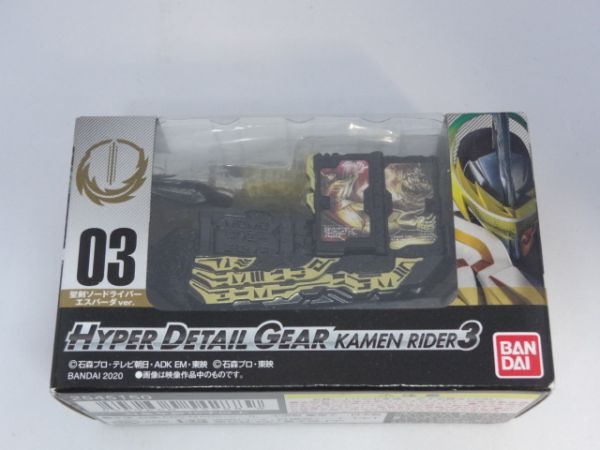 03
聖剣ソードライバー
エスパーダver.
HYPER DETAIL GEAR KAMEN RIDER 3
BAN
DAI
©石森プロ・テレビ朝日・ADK EM・東映 ©石森プロ・東映
BANDAI 2020 ●画像は映像作品中のものです。
2545150